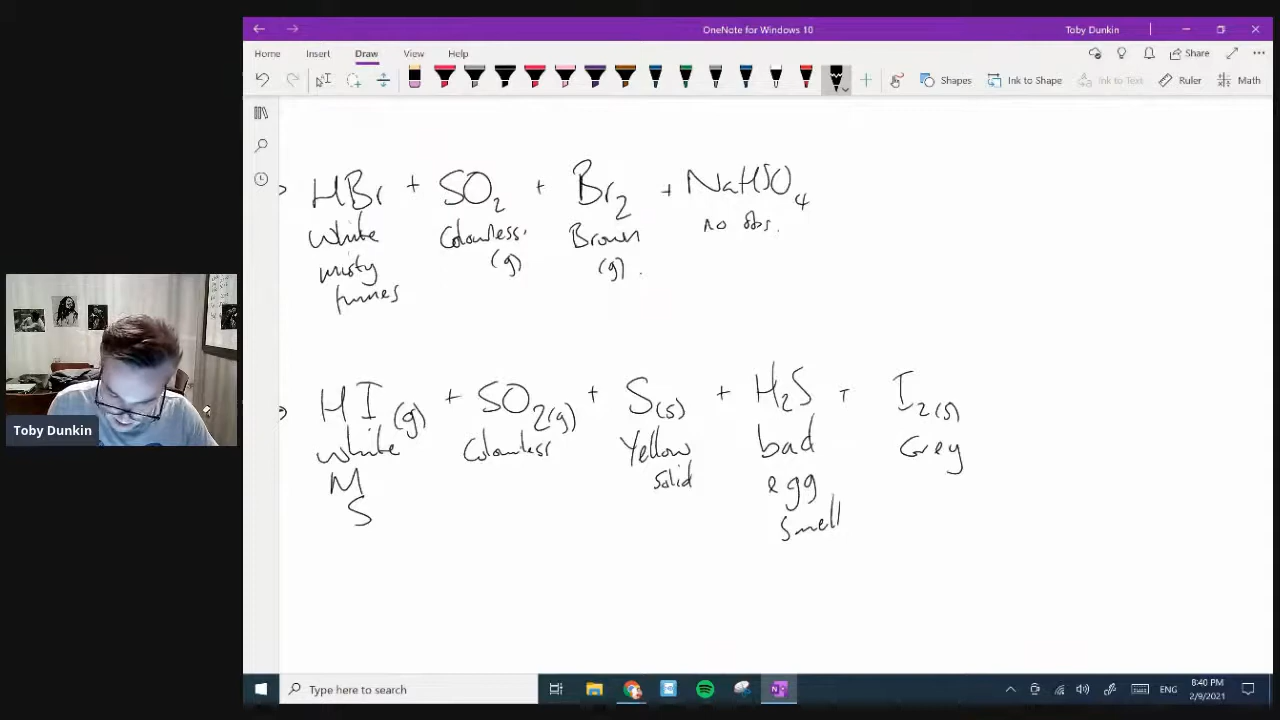 OneNote for Windows 10
Toby Dunkin
Home Insert Draw View Help
Share
Shapes Ink to Shape Ink to Text Ruler Math
HBr + SO2 + Br2 + NaHSO4
White Colourless. Brown no obs.
misty (g) (g).
fumes
HI(g) + SO2(g) + S(s) + H2S + I2(s)
White Colourless Yellow bad Grey
M solid egg
S smell
Toby Dunkin
Type here to search
ENG
8:40 PM
2/9/2021